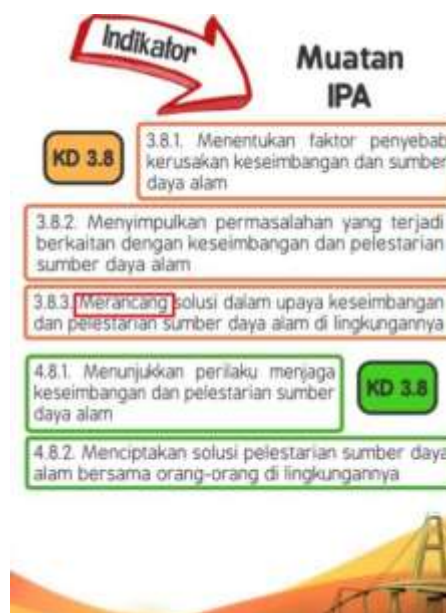 Indikator
Muatan
IPA
KD 3.8
3.8.1. Menentukan faktor penyebab
kerusakan keseimbangan dan sumber
daya alam
3.8.2. Menyimpulkan permasalahan yang terjadi
berkaitan dengan keseimbangan dan pelestarian
sumber daya alam
3.8.3. Merancang solusi dalam upaya keseimbangan
dan pelestarian sumber daya alam di lingkungannya
4.8.1. Menunjukkan perilaku menjaga
keseimbangan dan pelestarian sumber
daya alam
KD 3.8
4.8.2. Menciptakan solusi pelestarian sumber daya
alam bersama orang-orang di lingkungannya